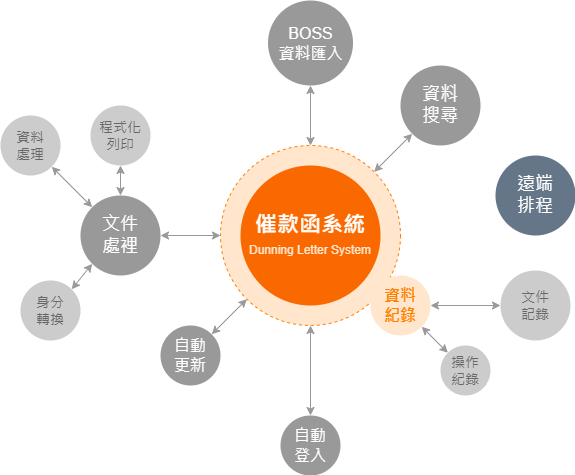 BOSS
資料匯入
資料
搜尋
程式化
列印
資料
處理
遠端
排程
文件
處裡
催款函系統
Dunning Letter System
身分
轉換
資料
紀錄
文件
記錄
自動
更新
操作
紀錄
自動
登入